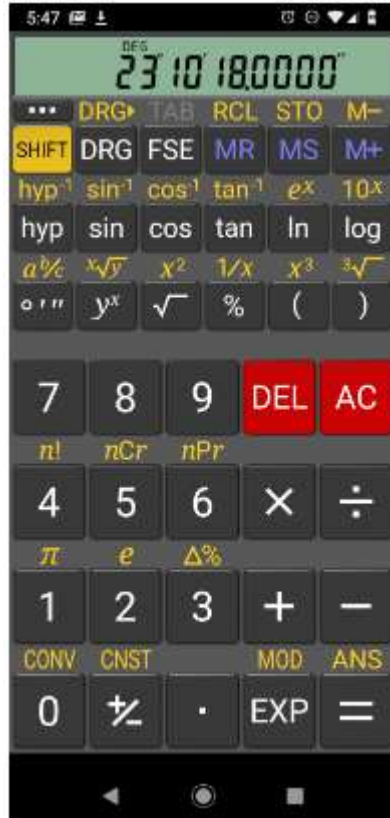 5:47
DEG
23°10'18.0000"
••• DRG▸ TAB RCL STO M−
SHIFT DRG FSE MR MS M+
hyp⁻¹ sin⁻¹ cos⁻¹ tan⁻¹ eˣ 10ˣ
hyp sin cos tan ln log
aᵇ⁄c ˣ√y x² 1/x x³ ³√
° ' " yˣ √ % ( )
7 8 9 DEL AC
n! nCr nPr
4 5 6 × ÷
π e Δ%
1 2 3 + −
CONV CNST MOD ANS
0 +/− . EXP =